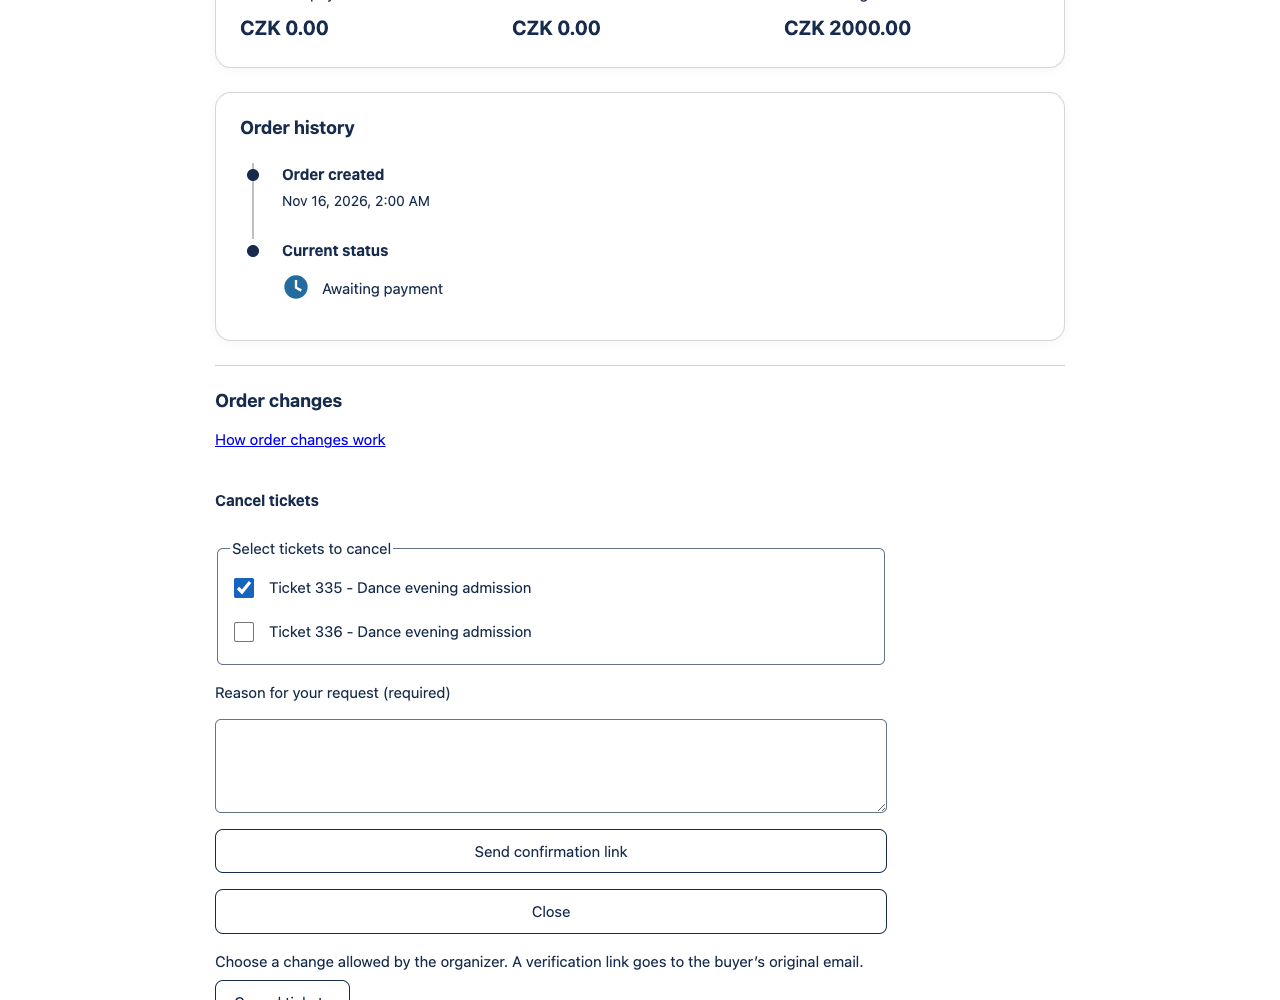 CZK 0.00 CZK 0.00 CZK 2000.00
Order history
Order created
Nov 16, 2026, 2:00 AM
Current status
Awaiting payment
Order changes
How order changes work
Cancel tickets
Select tickets to cancel
Ticket 335 - Dance evening admission
Ticket 336 - Dance evening admission
Reason for your request (required)
Send confirmation link
Close
Choose a change allowed by the organizer. A verification link goes to the buyer’s original email.